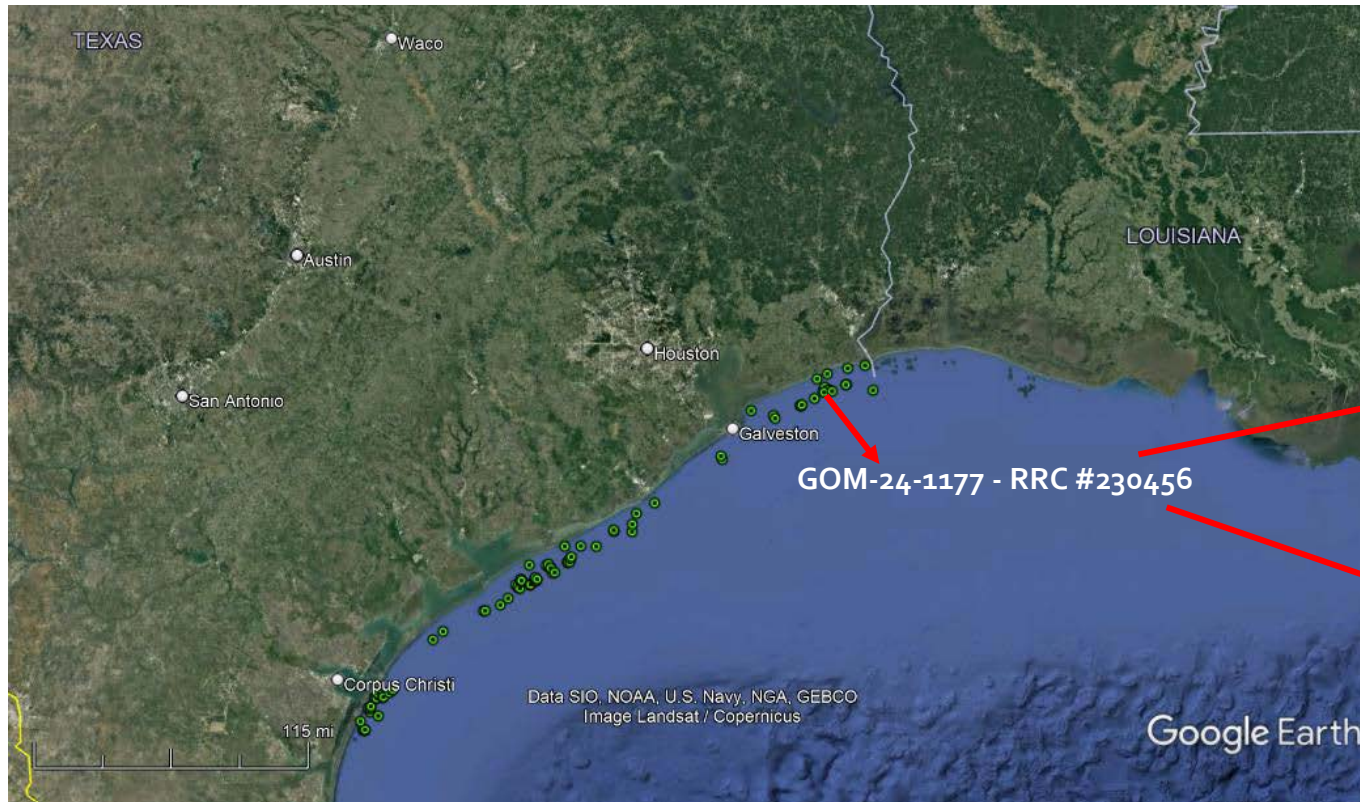 TEXAS
Waco
Austin
LOUISIANA
Houston
San Antonio
Galveston
GOM-24-1177 - RRC #230456
Corpus Christi
Data SIO, NOAA, U.S. Navy, NGA, GEBCO
Image Landsat / Copernicus
115 mi
Google Earth